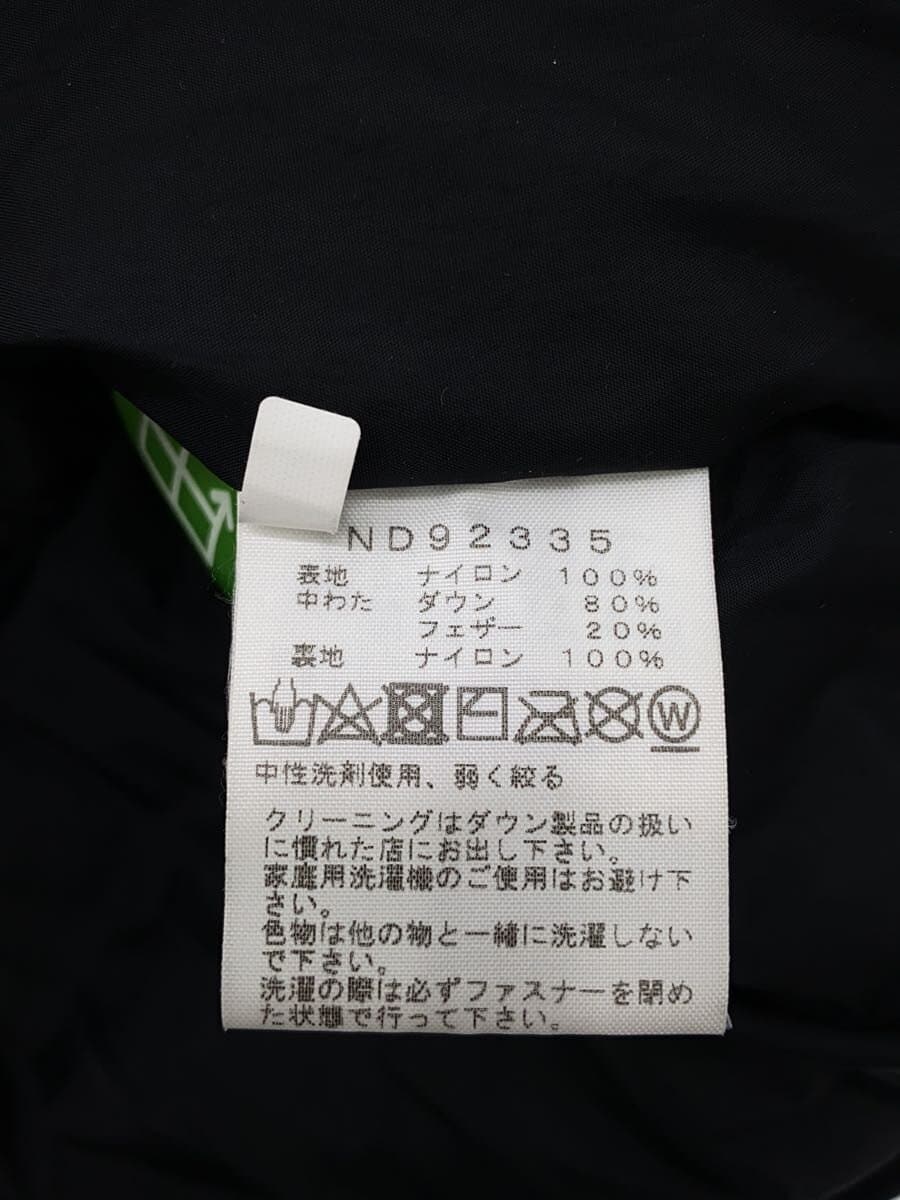 ND92335
表地 ナイロン 100%
中わた ダウン 80%
フェザー 20%
裏地 ナイロン 100%
W
中性洗剤使用、弱く絞る
クリーニングはダウン製品の扱い
に慣れた店にお出し下さい。
家庭用洗濯機のご使用はお避け下
さい。
色物は他の物と一緒に洗濯しない
で下さい。
洗濯の際は必ずファスナーを閉め
た状態で行って下さい。